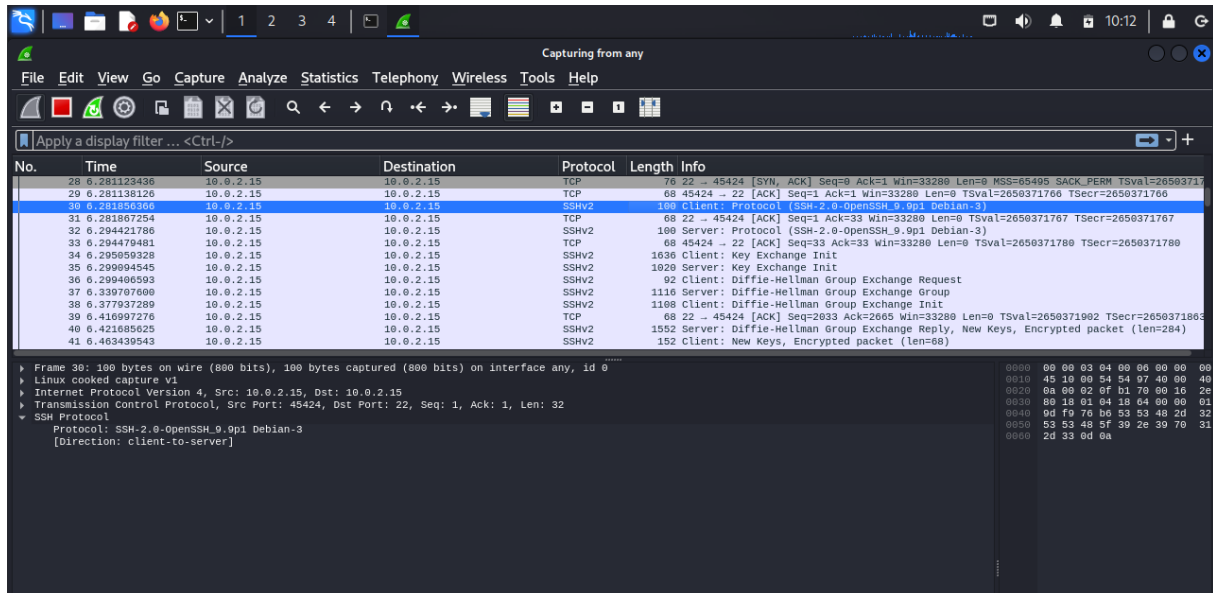 1 2 3 4 10:12
Capturing from any
File Edit View Go Capture Analyze Statistics Telephony Wireless Tools Help
Apply a display filter … <Ctrl-/>
No. Time Source Destination Protocol Length Info
28 6.281123436 10.0.2.15 10.0.2.15 TCP 76 22 → 45424 [SYN, ACK] Seq=0 Ack=1 Win=33280 Len=0 MSS=65495 SACK_PERM TSval=26503717
29 6.281138126 10.0.2.15 10.0.2.15 TCP 68 45424 → 22 [ACK] Seq=1 Ack=1 Win=33280 Len=0 TSval=2650371766 TSecr=2650371766
30 6.281856366 10.0.2.15 10.0.2.15 SSHv2 100 Client: Protocol (SSH-2.0-OpenSSH_9.9p1 Debian-3)
31 6.281867254 10.0.2.15 10.0.2.15 TCP 68 22 → 45424 [ACK] Seq=1 Ack=33 Win=33280 Len=0 TSval=2650371767 TSecr=2650371767
32 6.294421786 10.0.2.15 10.0.2.15 SSHv2 100 Server: Protocol (SSH-2.0-OpenSSH_9.9p1 Debian-3)
33 6.294479481 10.0.2.15 10.0.2.15 TCP 68 45424 → 22 [ACK] Seq=33 Ack=33 Win=33280 Len=0 TSval=2650371780 TSecr=2650371780
34 6.295059328 10.0.2.15 10.0.2.15 SSHv2 1636 Client: Key Exchange Init
35 6.299094545 10.0.2.15 10.0.2.15 SSHv2 1020 Server: Key Exchange Init
36 6.299406593 10.0.2.15 10.0.2.15 SSHv2 92 Client: Diffie-Hellman Group Exchange Request
37 6.339707600 10.0.2.15 10.0.2.15 SSHv2 1116 Server: Diffie-Hellman Group Exchange Group
38 6.377937289 10.0.2.15 10.0.2.15 SSHv2 1108 Client: Diffie-Hellman Group Exchange Init
39 6.416997276 10.0.2.15 10.0.2.15 TCP 68 22 → 45424 [ACK] Seq=2033 Ack=2665 Win=33280 Len=0 TSval=2650371902 TSecr=2650371863
40 6.421685625 10.0.2.15 10.0.2.15 SSHv2 1552 Server: Diffie-Hellman Group Exchange Reply, New Keys, Encrypted packet (len=284)
41 6.463439543 10.0.2.15 10.0.2.15 SSHv2 152 Client: New Keys, Encrypted packet (len=68)
Frame 30: 100 bytes on wire (800 bits), 100 bytes captured (800 bits) on interface any, id 0
Linux cooked capture v1
Internet Protocol Version 4, Src: 10.0.2.15, Dst: 10.0.2.15
Transmission Control Protocol, Src Port: 45424, Dst Port: 22, Seq: 1, Ack: 1, Len: 32
SSH Protocol
Protocol: SSH-2.0-OpenSSH_9.9p1 Debian-3
[Direction: client-to-server]
0000 00 00 03 04 00 06 00 00 00
0010 45 10 00 54 54 97 40 00 40
0020 0a 00 02 0f b1 70 00 16 2e
0030 80 18 01 04 18 64 00 00 01
0040 9d f9 76 b6 53 53 48 2d 32
0050 53 53 48 5f 39 2e 39 70 31
0060 2d 33 0d 0a